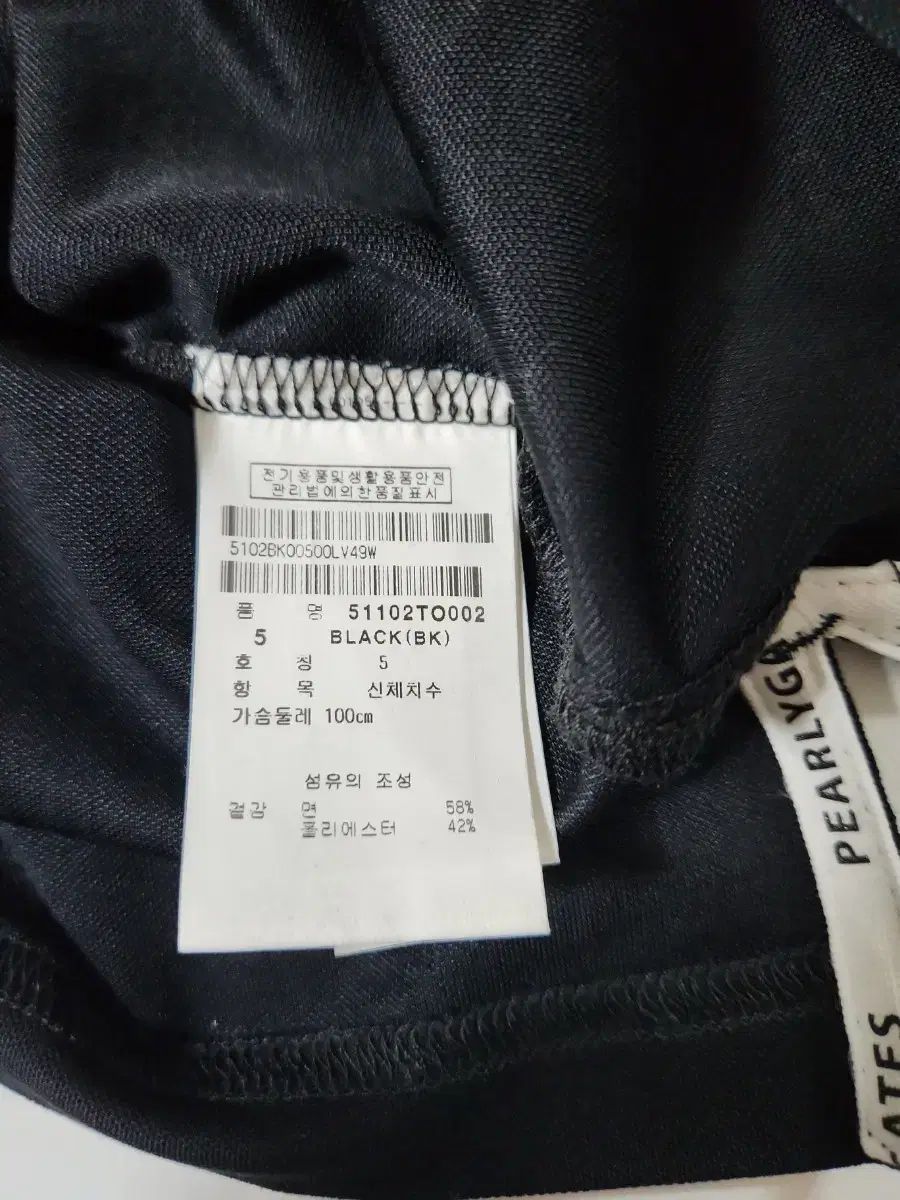 전기용품및생활용품안전
관리법에의한품질표시
5102BK00500LV49W
품 명 51102TO002
5 BLACK(BK)
호 칭 5
항 목 신체치수
가슴둘레 100cm
섬유의 조성
겉감 면 58%
폴리에스터 42%
PEARLYGA
ATES